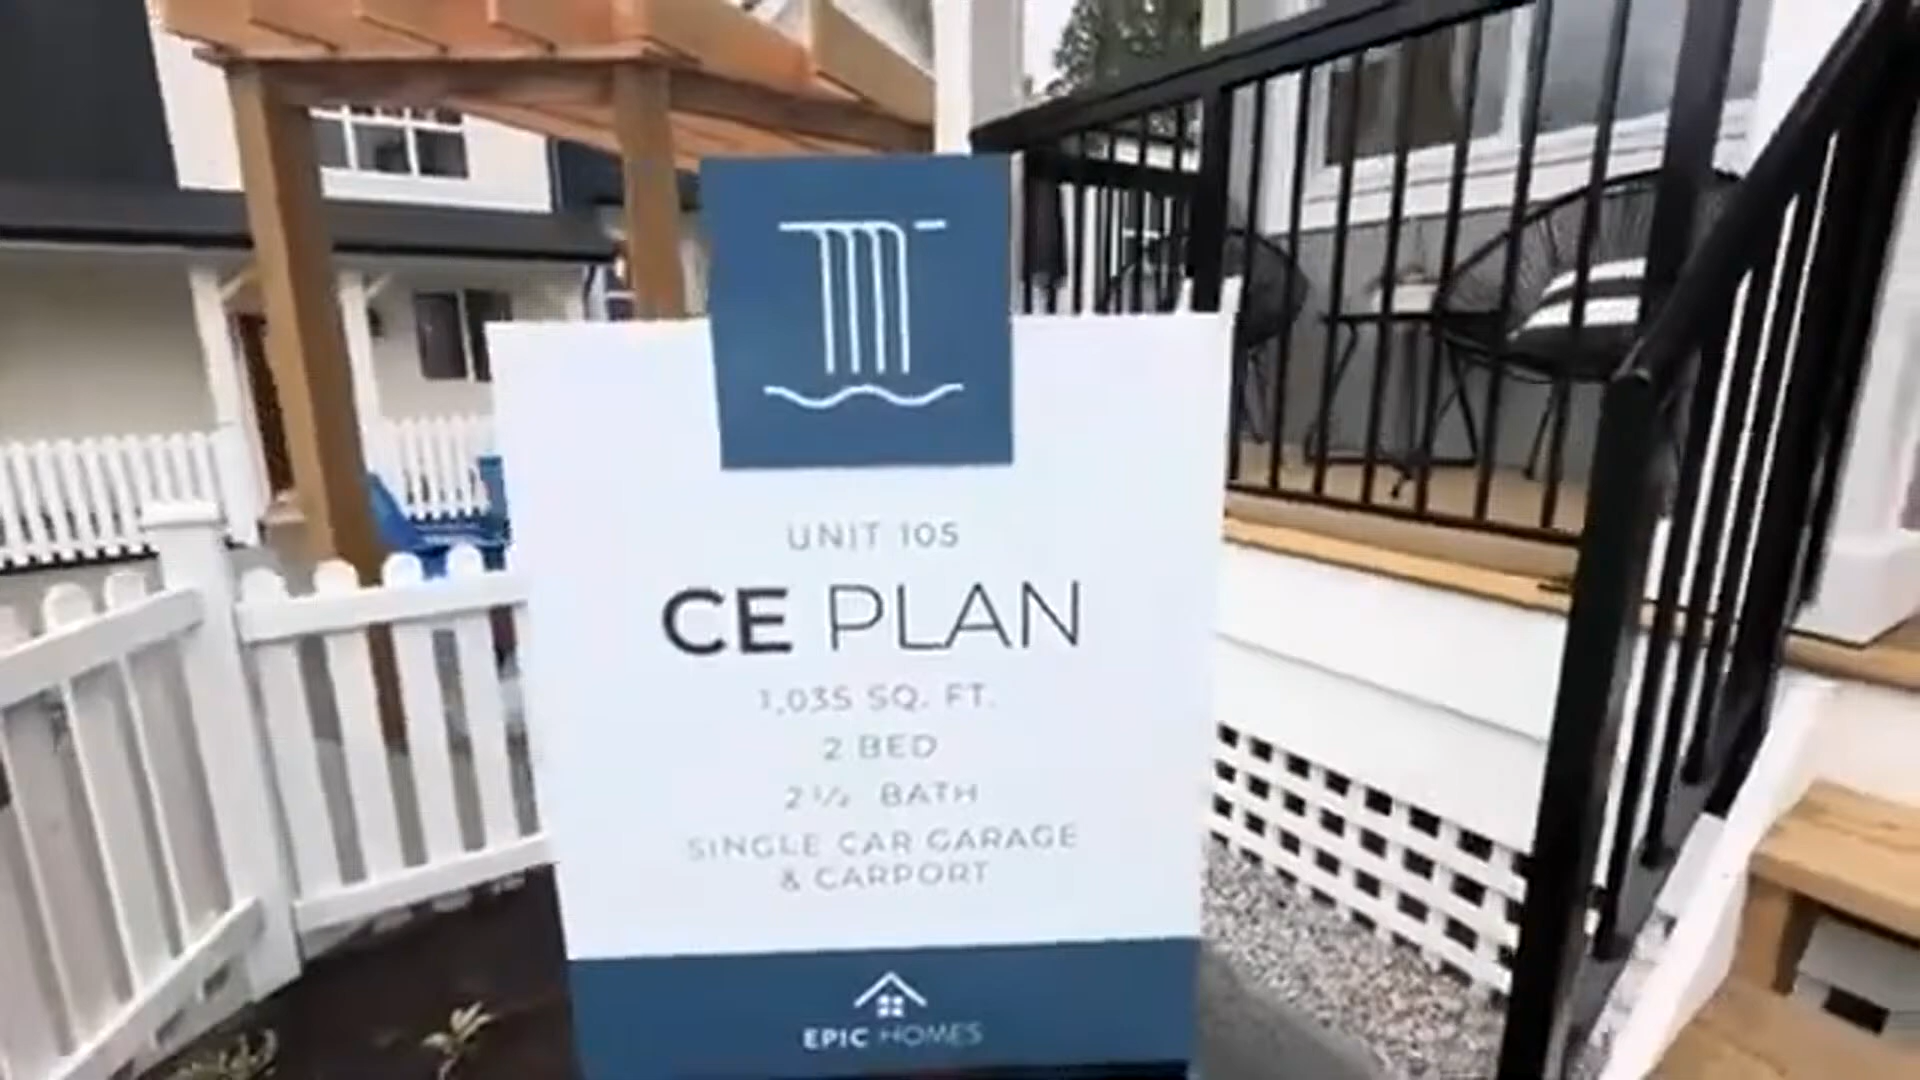 UNIT 105
CE PLAN
1,035 SQ. FT.
2 BED
2 ½ BATH
SINGLE CAR GARAGE
& CARPORT
EPIC HOMES